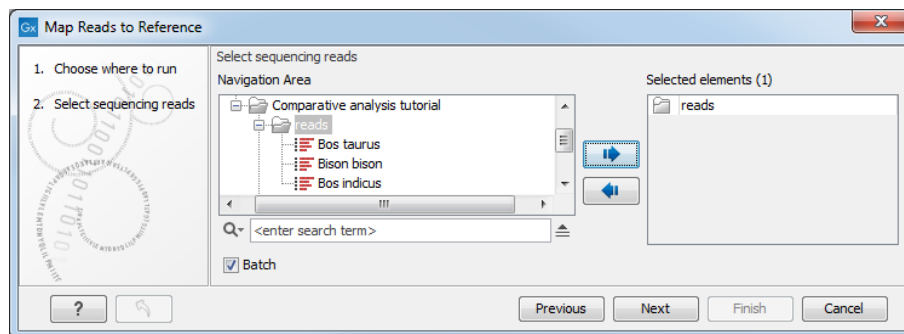 Gx Map Reads to Reference
1. Choose where to run
2. Select sequencing reads
Select sequencing reads
Navigation Area
Comparative analysis tutorial
reads
Bos taurus
Bison bison
Bos indicus
<enter search term>
Batch
Selected elements (1)
reads
?
Previous
Next
Finish
Cancel